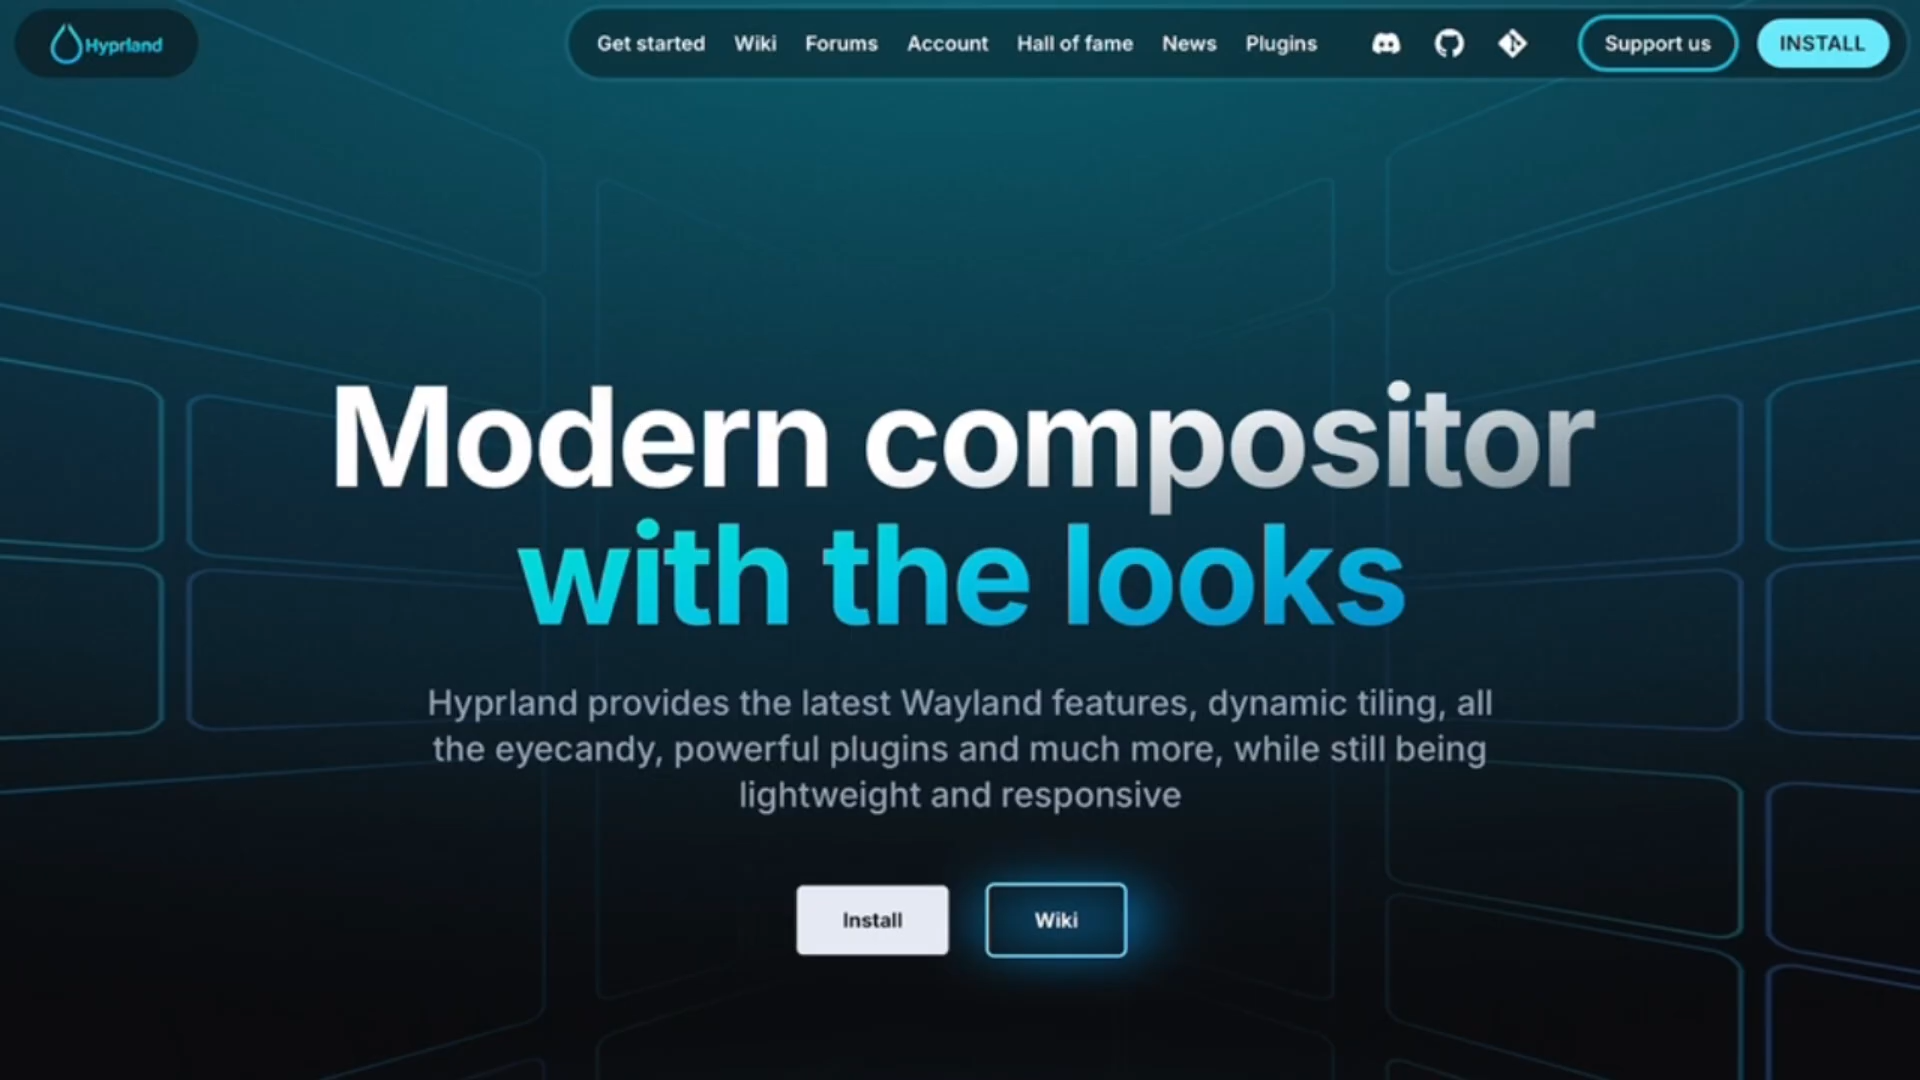 Hyprland
Get started Wiki Forums Account Hall of fame News Plugins Support us INSTALL
Modern compositor
with the looks
Hyprland provides the latest Wayland features, dynamic tiling, all
the eyecandy, powerful plugins and much more, while still being
lightweight and responsive
Install Wiki